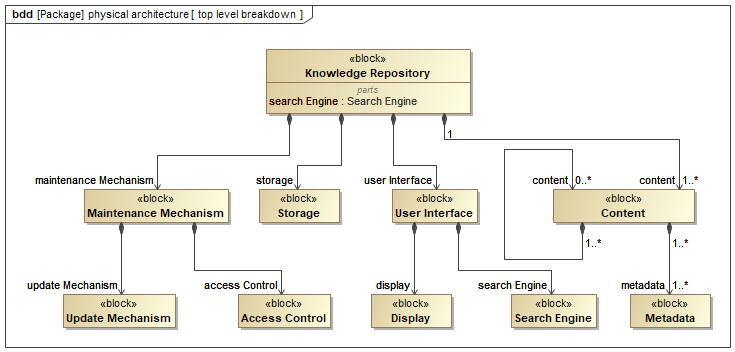 bdd [Package] physical architecture [ top level breakdown ]
«block»
Knowledge Repository
parts
search Engine : Search Engine
1
maintenance Mechanism
storage
user Interface
content 0..*
content 1..*
«block»
Maintenance Mechanism
«block»
Storage
«block»
User Interface
«block»
Content
1..*
1..*
update Mechanism
access Control
display
search Engine
metadata 1..*
«block»
Update Mechanism
«block»
Access Control
«block»
Display
«block»
Search Engine
«block»
Metadata